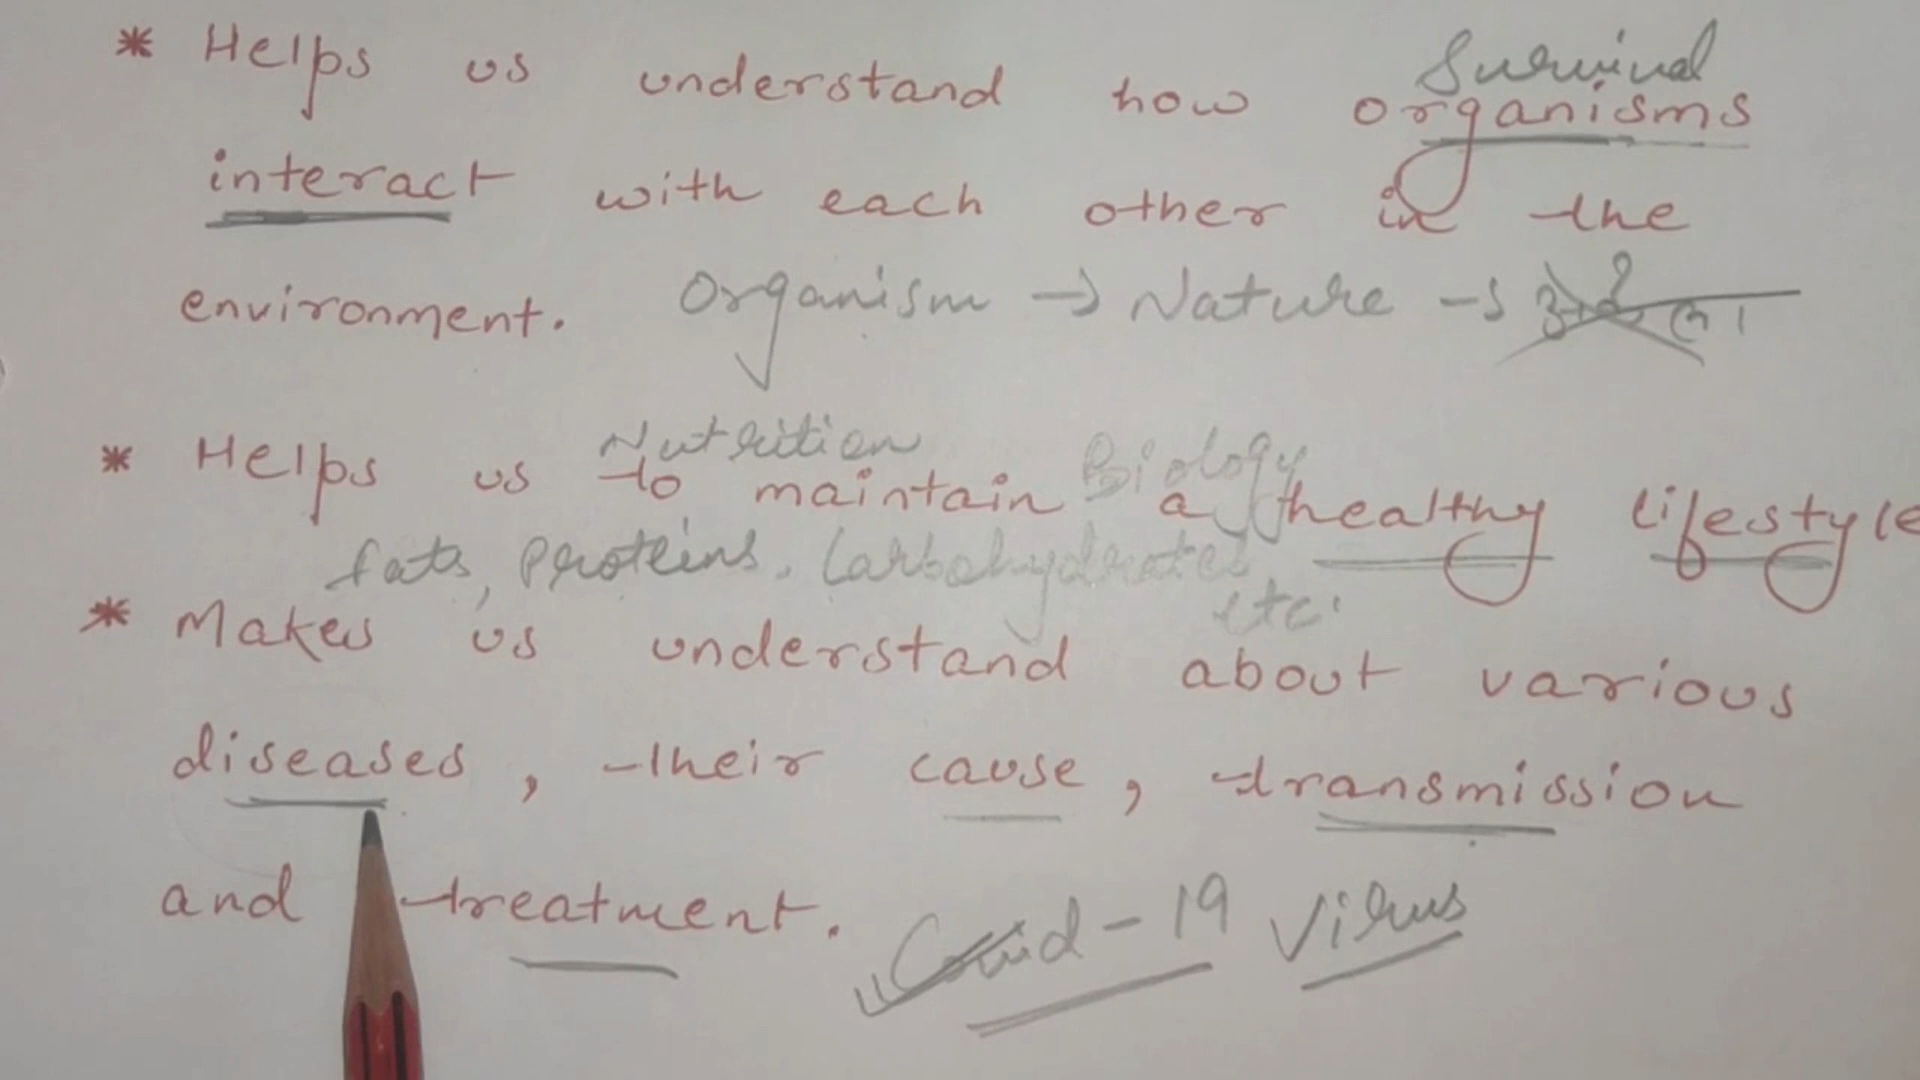 Survival
* Helps us understand how organisms
interact with each other in the
environment. Organism → Nature →
Nutrition Biology
* Helps us to maintain a healthy lifestyle
fats, Proteins, Carbohydrates
etc.
* Makes us understand about various
diseases, their cause, transmission
and treatment.
Covid-19 Virus